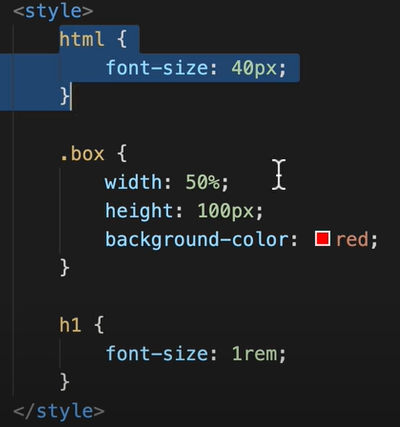 <style>
html {
font-size: 40px;
}
.box {
width: 50%;
height: 100px;
background-color: red;
}
h1 {
font-size: 1rem;
}
</style>